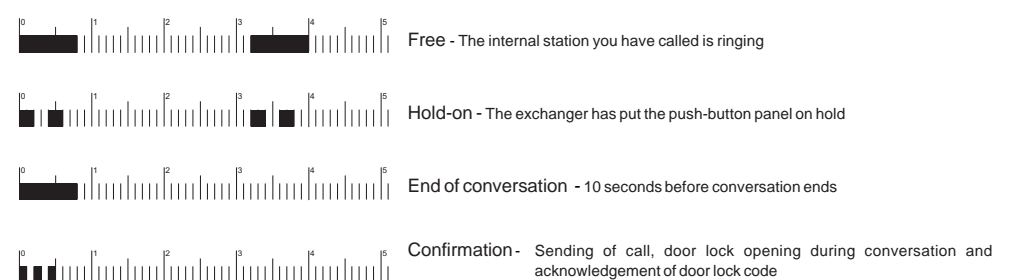 0 1 2 3 4 5
Free - The internal station you have called is ringing
0 1 2 3 4 5
Hold-on - The exchanger has put the push-button panel on hold
0 1 2 3 4 5
End of conversation - 10 seconds before conversation ends
0 1 2 3 4 5
Confirmation - Sending of call, door lock opening during conversation and
acknowledgement of door lock code